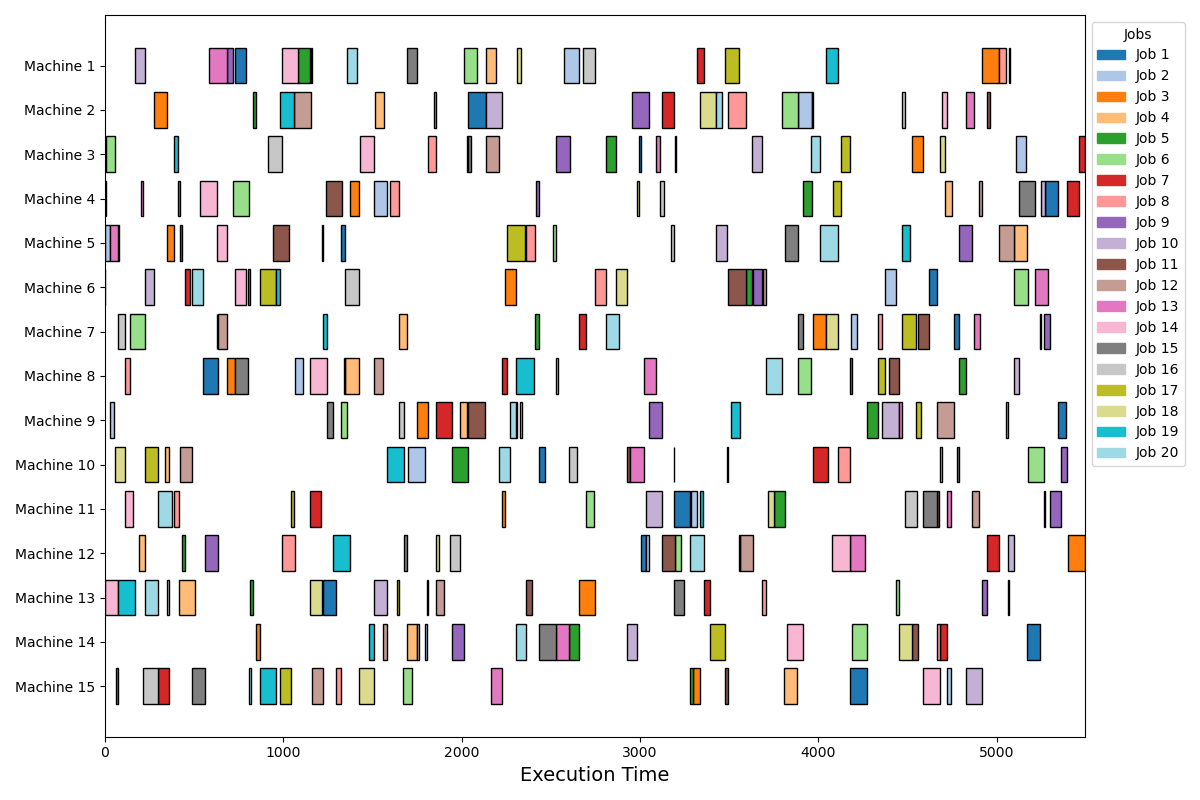 Machine 1
Machine 2
Machine 3
Machine 4
Machine 5
Machine 6
Machine 7
Machine 8
Machine 9
Machine 10
Machine 11
Machine 12
Machine 13
Machine 14
Machine 15
0 1000 2000 3000 4000 5000
Execution Time
Jobs
Job 1
Job 2
Job 3
Job 4
Job 5
Job 6
Job 7
Job 8
Job 9
Job 10
Job 11
Job 12
Job 13
Job 14
Job 15
Job 16
Job 17
Job 18
Job 19
Job 20